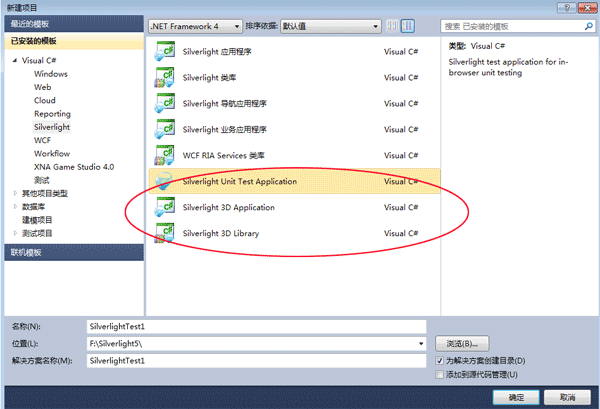 新建项目
最近的模板
.NET Framework 4
排序依据:
默认值
搜索 已安装的模板
已安装的模板
Visual C#
Windows
Web
Cloud
Reporting
Silverlight
WCF
Workflow
XNA Game Studio 4.0
测试
其他项目类型
数据库
建模项目
测试项目
联机模板
Silverlight 应用程序 Visual C#
Silverlight 类库 Visual C#
Silverlight 导航应用程序 Visual C#
Silverlight 业务应用程序 Visual C#
WCF RIA Services 类库 Visual C#
Silverlight Unit Test Application Visual C#
Silverlight 3D Application Visual C#
Silverlight 3D Library Visual C#
类型: Visual C#
Silverlight test application for in-
browser unit testing
名称(N): SilverlightTest1
位置(L): F:\Silverlight5\
浏览(B)...
解决方案名称(M): SilverlightTest1
为解决方案创建目录(D)
添加到源代码管理(U)
确定
取消